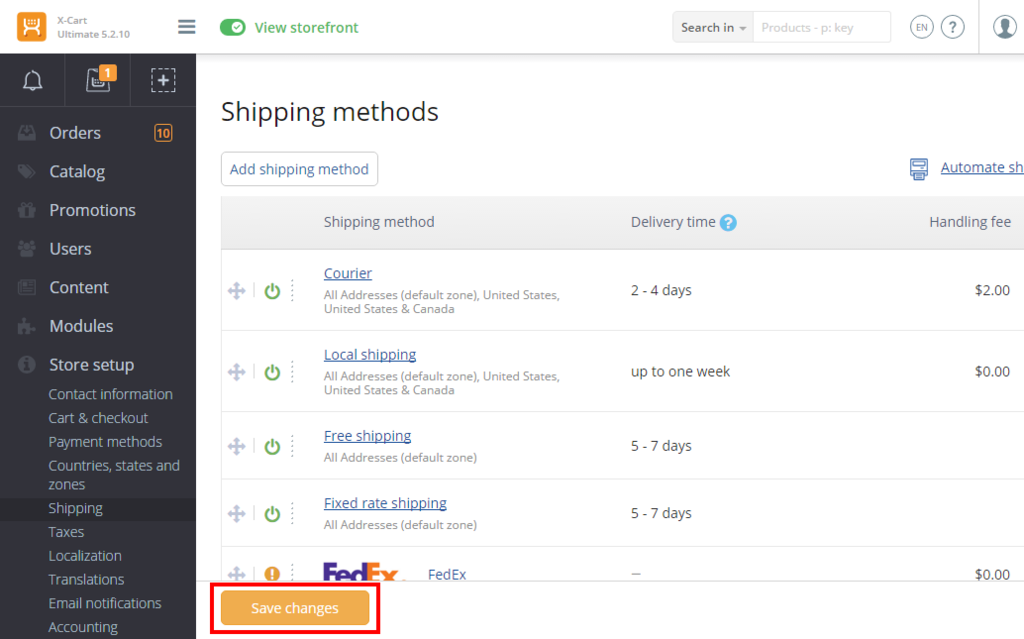 X-Cart
Ultimate 5.2.10
View storefront
Search in
Products - p: key
EN
?
1
Orders
10
Catalog
Promotions
Users
Content
Modules
Store setup
Contact information
Cart & checkout
Payment methods
Countries, states and
zones
Shipping
Taxes
Localization
Translations
Email notifications
Accounting
Shipping methods
Add shipping method
Automate sh
Shipping method Delivery time ? Handling fee
Courier
All Addresses (default zone), United States,
United States & Canada
2 - 4 days
$2.00
Local shipping
All Addresses (default zone), United States,
United States & Canada
up to one week
$0.00
Free shipping
All Addresses (default zone)
5 - 7 days
Fixed rate shipping
All Addresses (default zone)
5 - 7 days
FedEx FedEx — $0.00
Save changes